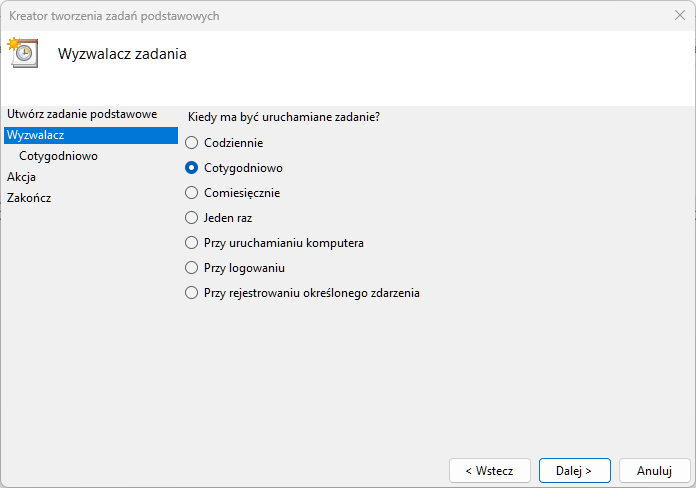 Kreator tworzenia zadań podstawowych
Wyzwalacz zadania
Utwórz zadanie podstawowe
Wyzwalacz
Cotygodniowo
Akcja
Zakończ
Kiedy ma być uruchamiane zadanie?
Codziennie
Cotygodniowo
Comiesięcznie
Jeden raz
Przy uruchamianiu komputera
Przy logowaniu
Przy rejestrowaniu określonego zdarzenia
< Wstecz
Dalej >
Anuluj